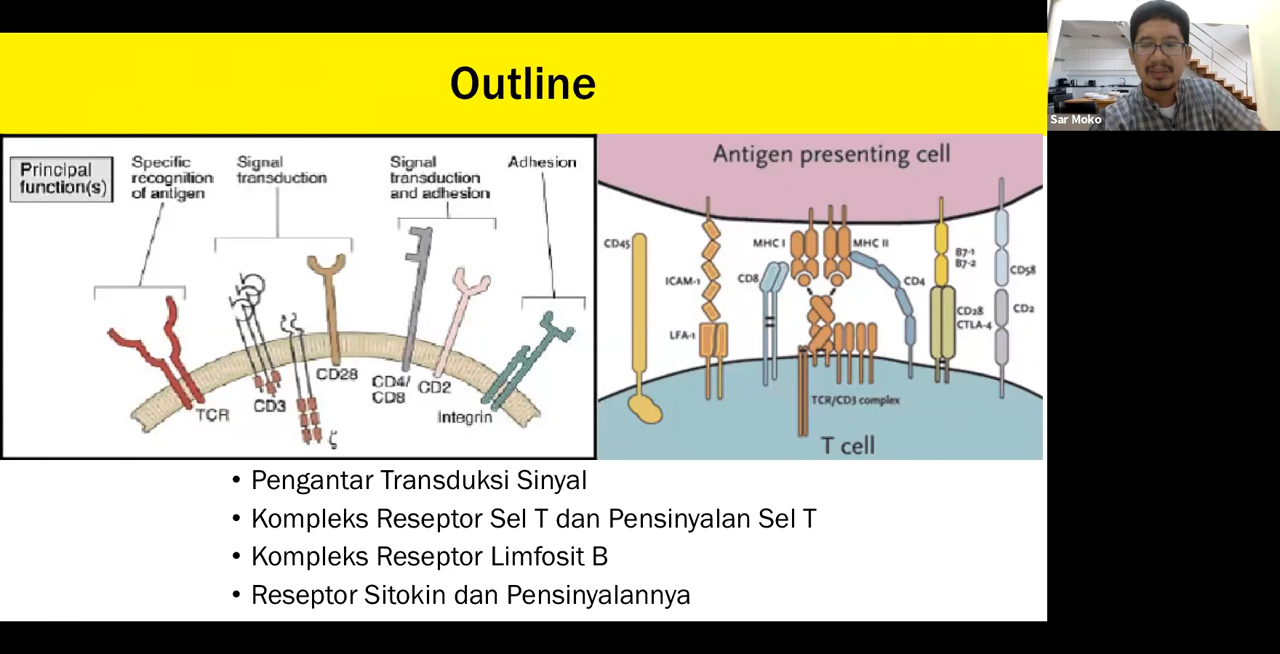 Outline
Sar Moko
Principal
function(s)
Specific
recognition
of antigen
Signal
transduction
Signal
transduction
and adhesion
Adhesion
TCR
CD3
ζ
CD28
CD4/
CD8
CD2
Integrin
Antigen presenting cell
CD45
ICAM-1
LFA-1
MHC I
CD8
MHC II
CD4
B7-1
B7-2
CD28
CTLA-4
CD58
CD2
TCR/CD3 complex
T cell
• Pengantar Transduksi Sinyal
• Kompleks Reseptor Sel T dan Pensinyalan Sel T
• Kompleks Reseptor Limfosit B
• Reseptor Sitokin dan Pensinyalannya